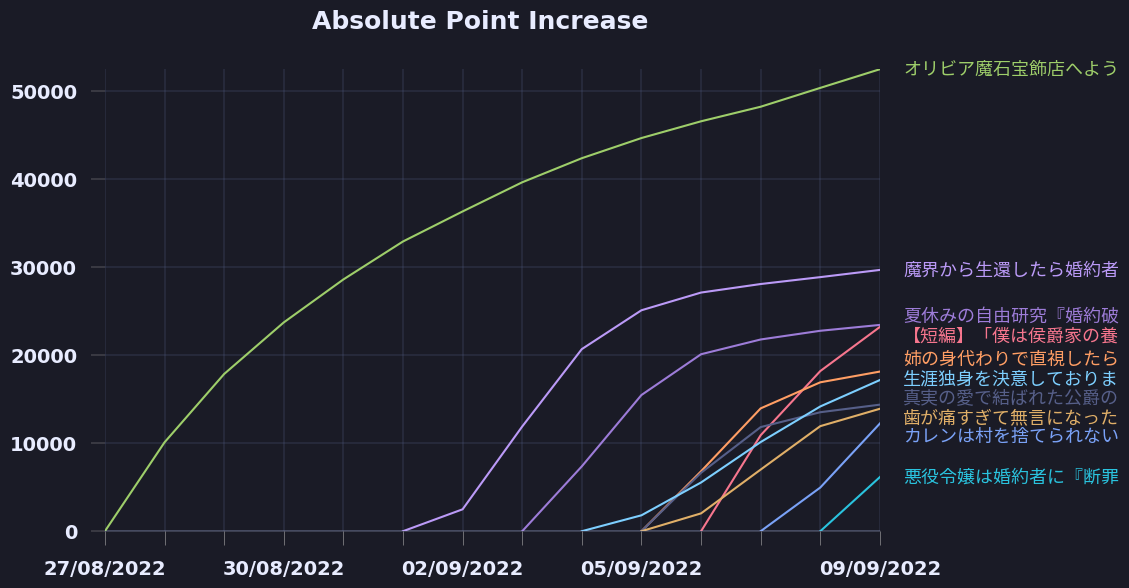 Absolute Point Increase
50000
40000
30000
20000
10000
0
27/08/2022
30/08/2022
02/09/2022
05/09/2022
09/09/2022
オリビア魔石宝飾店へよう
魔界から生還したら婚約者
夏休みの自由研究『婚約破
【短編】「僕は侯爵家の養
姉の身代わりで直視したら
生涯独身を決意しておりま
真実の愛で結ばれた公爵の
歯が痛すぎて無言になった
カレンは村を捨てられない
悪役令嬢は婚約者に『断罪